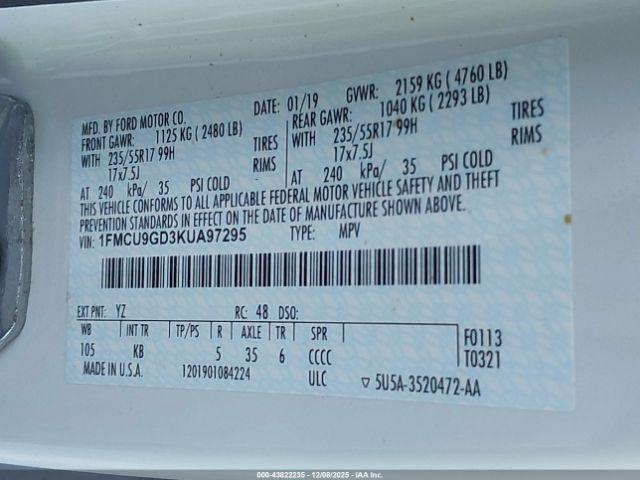 MFD. BY FORD MOTOR CO. DATE: 01/19 GVWR: 2159 KG ( 4760 LB)
FRONT GAWR: 1125 KG ( 2480 LB) REAR GAWR: 1040 KG ( 2293 LB)
WITH 235/55R17 99H TIRES WITH 235/55R17 99H TIRES
17x7.5J RIMS 17x7.5J RIMS
AT 240 kPa/ 35 PSI COLD AT 240 kPa/ 35 PSI COLD
THIS VEHICLE CONFORMS TO ALL APPLICABLE FEDERAL MOTOR VEHICLE SAFETY AND THEFT
PREVENTION STANDARDS IN EFFECT ON THE DATE OF MANUFACTURE SHOWN ABOVE.
VIN: 1FMCU9GD3KUA97295 TYPE: MPV
EXT PNT: YZ RC: 48 DSO:
WB INT TR TP/PS R AXLE TR SPR F0113
105 KB 5 35 6 CCCC T0321
MADE IN U.S.A. 1201901084224 ULC ▽ 5U5A-3520472-AA
000-43822235 - 12/08/2025 - IAA Inc.